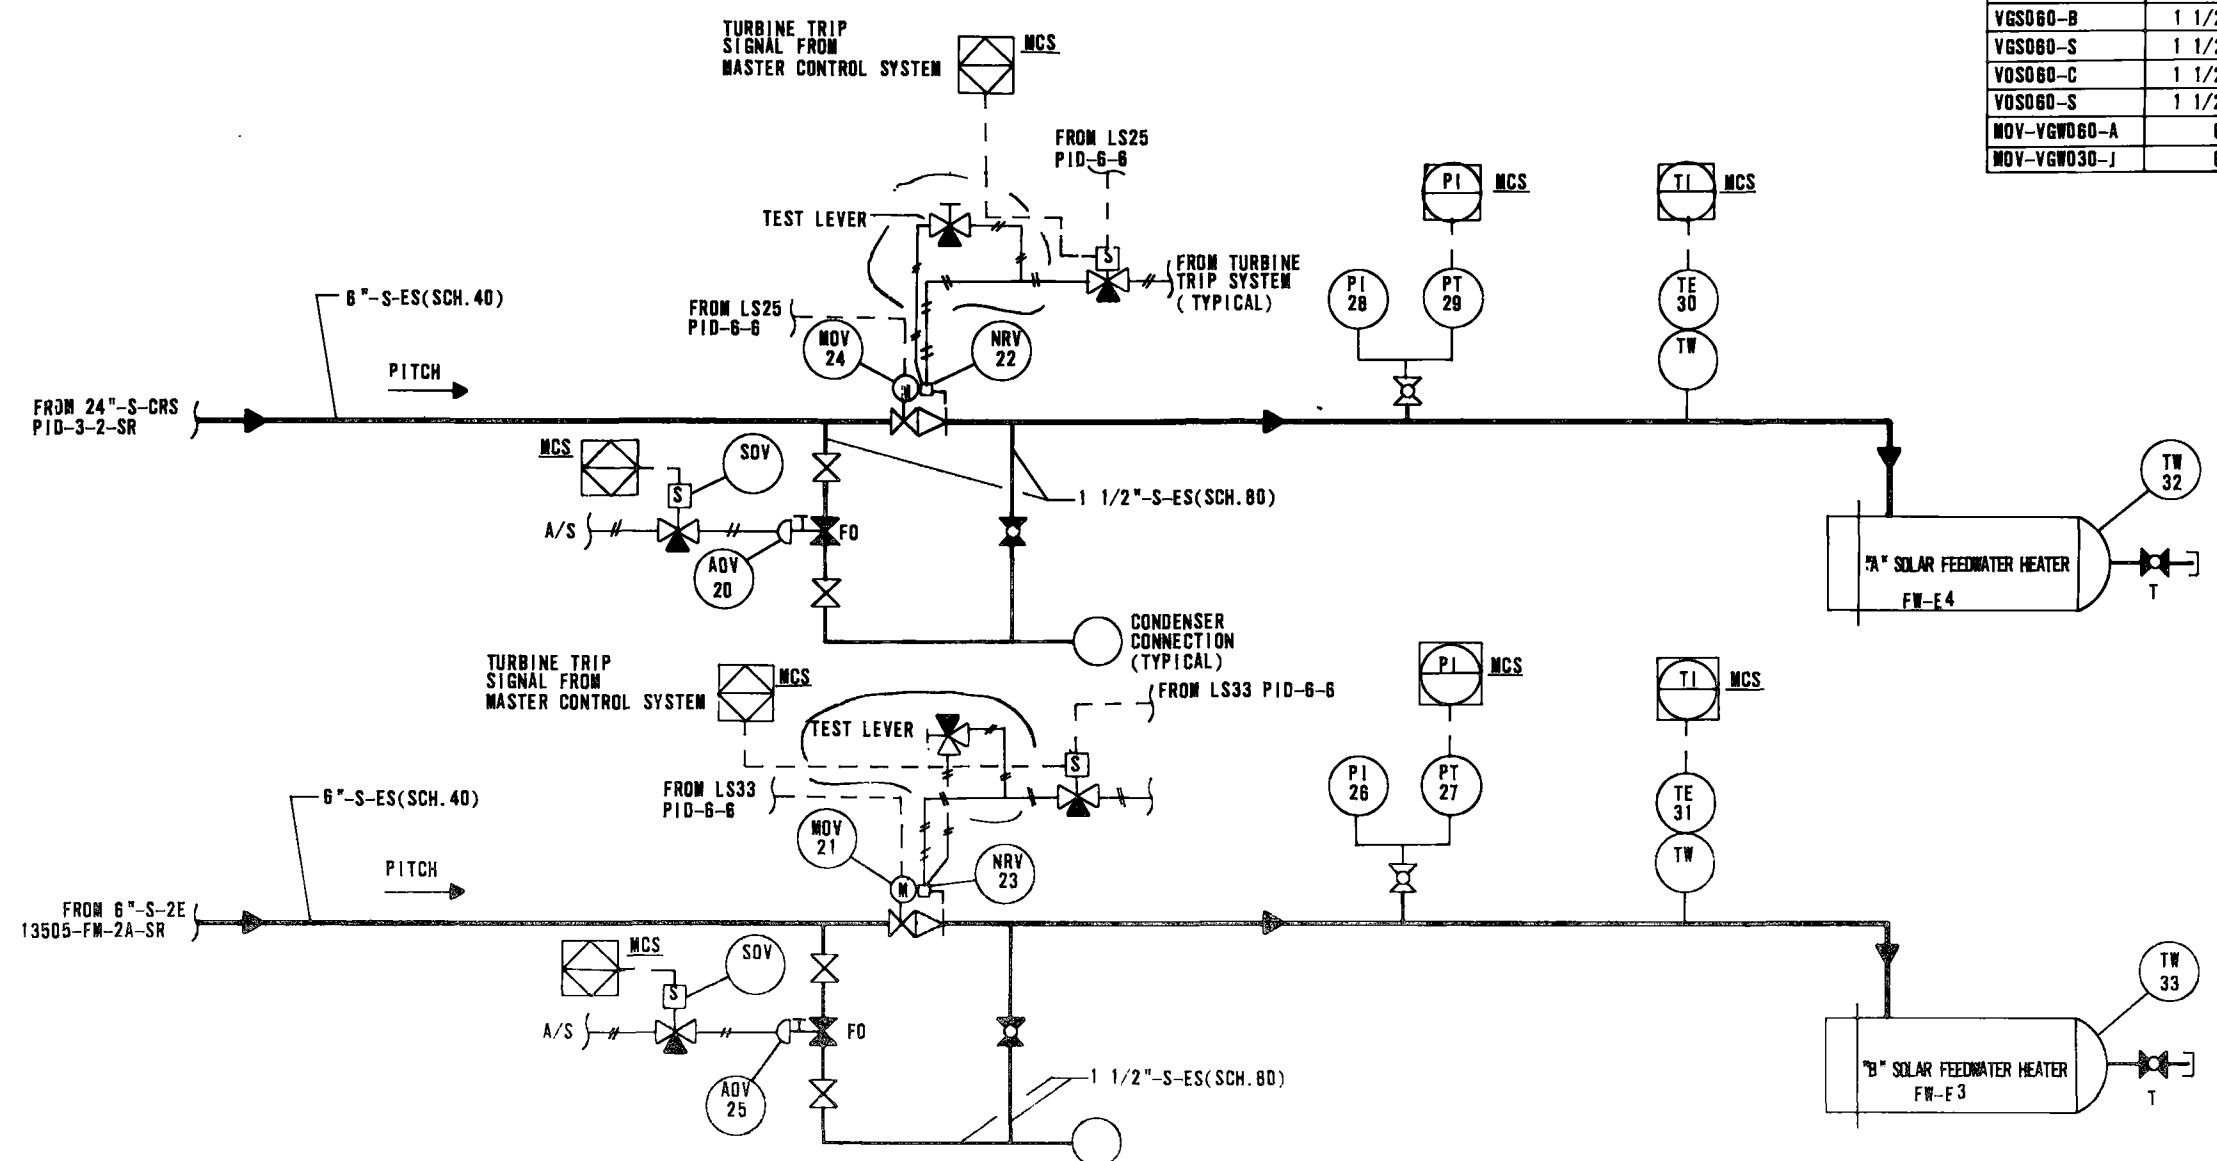 TURBINE TRIP
SIGNAL FROM
MASTER CONTROL SYSTEM
MCS
VGS060-B
1 1/2
VGS060-S
1 1/2
VOS060-C
1 1/2
VOS060-S
1 1/2
MOV-VGW060-A
MOV-VGW030-J
FROM LS25
PID-6-6
TEST LEVER
S
FROM TURBINE
TRIP SYSTEM
(TYPICAL)
PI
MCS
TI
MCS
PI
28
PT
29
TE
30
TW
6"-S-ES(SCH.40)
FROM LS25
PID-6-6
MOV
24
NRV
22
M
PITCH
FROM 24"-S-CRS
PID-3-2-SR
MCS
SOV
S
A/S
FO
AOV
20
1 1/2"-S-ES(SCH.80)
TW
32
"A" SOLAR FEEDWATER HEATER
FW-E4
T
CONDENSER
CONNECTION
(TYPICAL)
TURBINE TRIP
SIGNAL FROM
MASTER CONTROL SYSTEM
MCS
FROM LS33 PID-6-6
TEST LEVER
S
PI
MCS
TI
MCS
PI
26
PT
27
TE
31
TW
6"-S-ES(SCH.40)
FROM LS33
PID-6-6
MOV
21
NRV
23
M
PITCH
FROM 6"-S-2E
13505-FM-2A-SR
MCS
SOV
S
A/S
FO
AOV
25
1 1/2"-S-ES(SCH.80)
TW
33
"B" SOLAR FEEDWATER HEATER
FW-E3
T